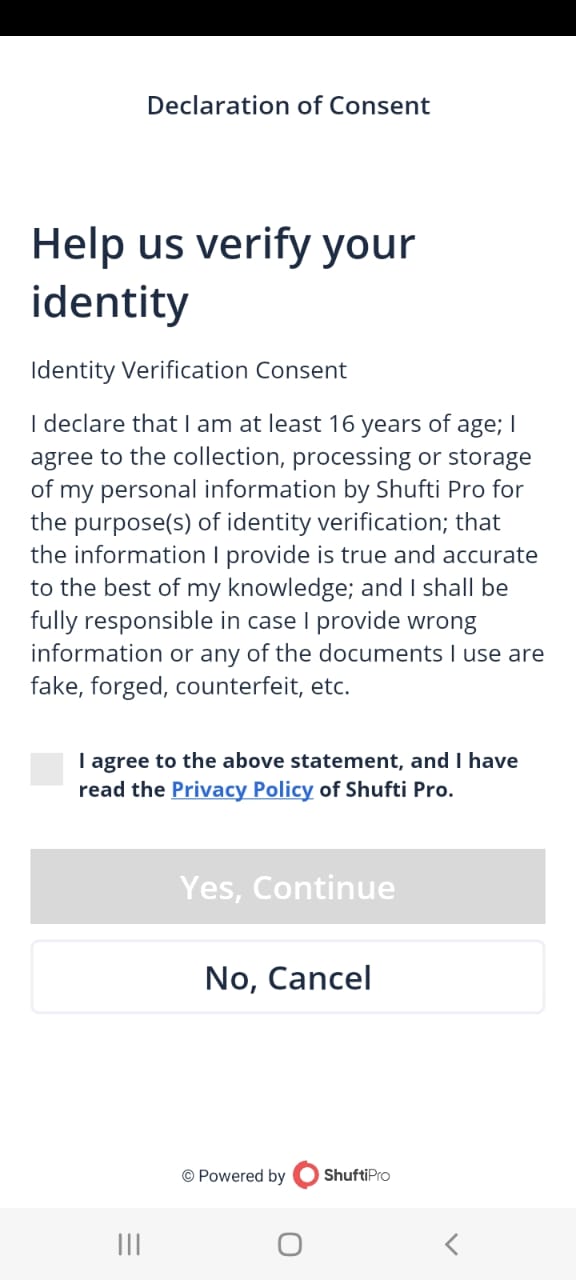 Declaration of Consent
Help us verify your
identity
Identity Verification Consent
I declare that I am at least 16 years of age; I
agree to the collection, processing or storage
of my personal information by Shufti Pro for
the purpose(s) of identity verification; that
the information I provide is true and accurate
to the best of my knowledge; and I shall be
fully responsible in case I provide wrong
information or any of the documents I use are
fake, forged, counterfeit, etc.
I agree to the above statement, and I have
read the Privacy Policy of Shufti Pro.
Yes, Continue
No, Cancel
© Powered by ShuftiPro